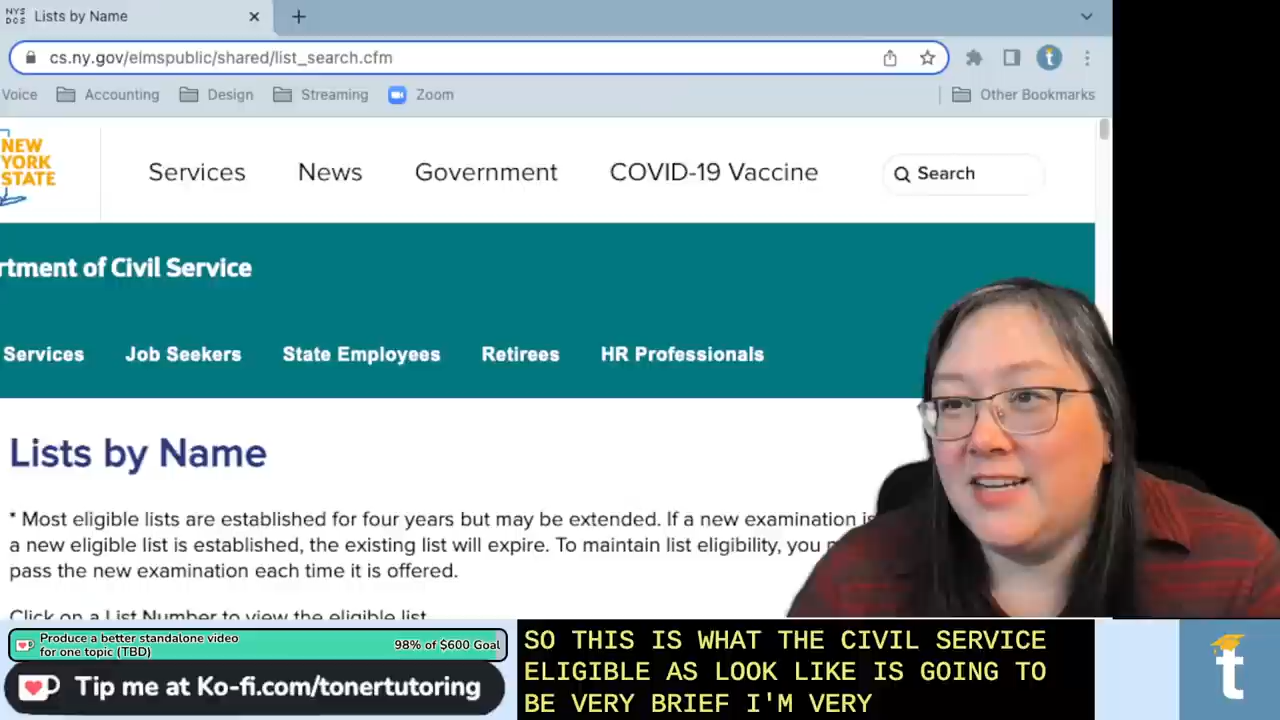 NYS
DOS
Lists by Name
cs.ny.gov/elmspublic/shared/list_search.cfm
Voice Accounting Design Streaming Zoom Other Bookmarks
NEW
YORK
STATE
Services News Government COVID-19 Vaccine Search
rtment of Civil Service
Services Job Seekers State Employees Retirees HR Professionals
Lists by Name
* Most eligible lists are established for four years but may be extended. If a new examination is
a new eligible list is established, the existing list will expire. To maintain list eligibility, you
pass the new examination each time it is offered.
Click on a List Number to view the eligible list
Produce a better standalone video
for one topic (TBD)
98% of $600 Goal
Tip me at Ko-fi.com/tonertutoring
SO THIS IS WHAT THE CIVIL SERVICE
ELIGIBLE AS LOOK LIKE IS GOING TO
BE VERY BRIEF I'M VERY
t
t